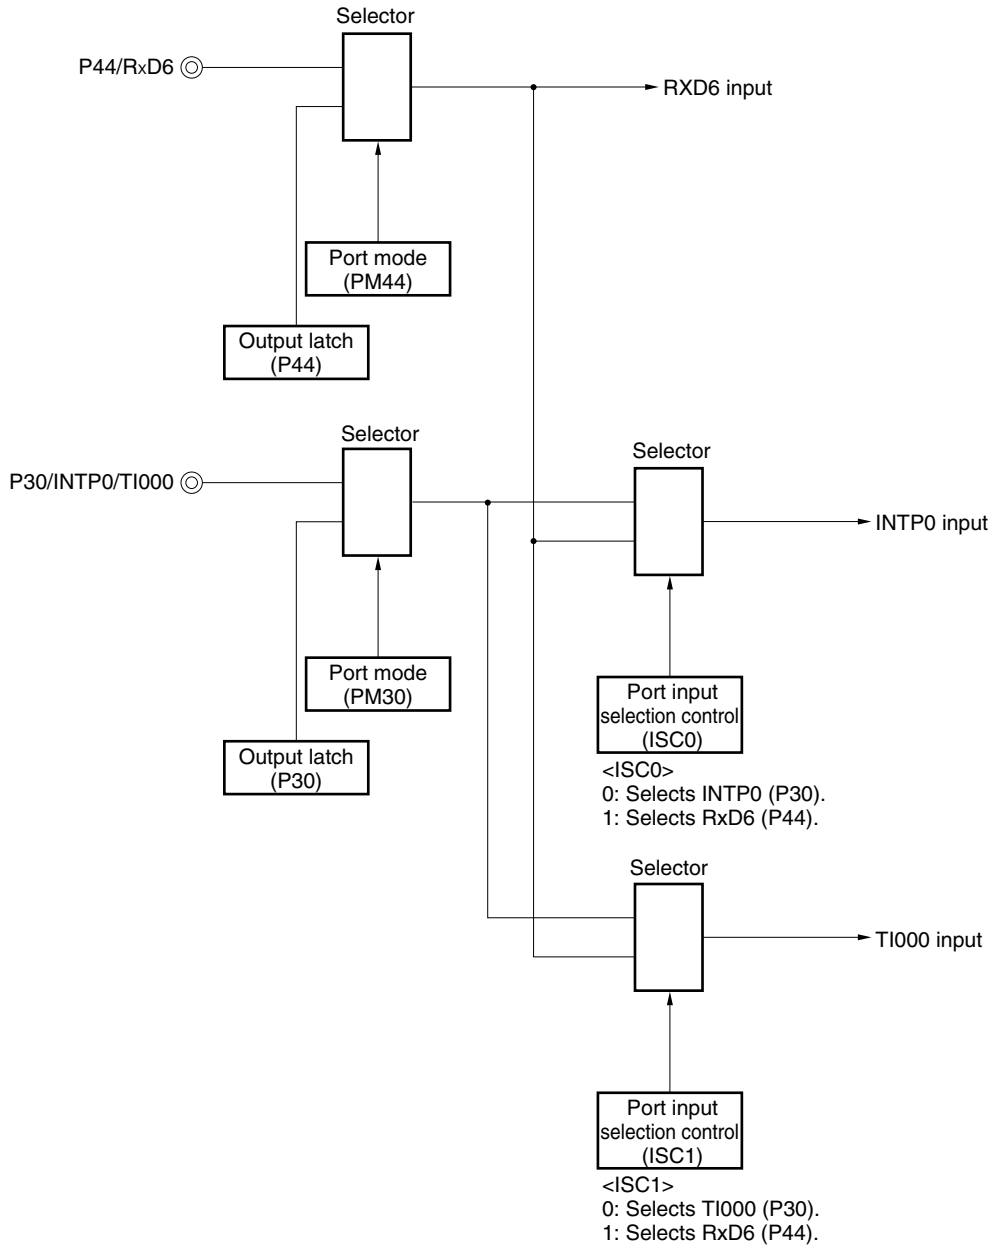 Selector
P44/RxD6
RXD6 input
Port mode
(PM44)
Output latch
(P44)
Selector
P30/INTP0/TI000
Selector
INTP0 input
Port mode
(PM30)
Output latch
(P30)
Port input
selection control
(ISC0)
<ISC0>
0: Selects INTP0 (P30).
1: Selects RxD6 (P44).
Selector
TI000 input
Port input
selection control
(ISC1)
<ISC1>
0: Selects TI000 (P30).
1: Selects RxD6 (P44).